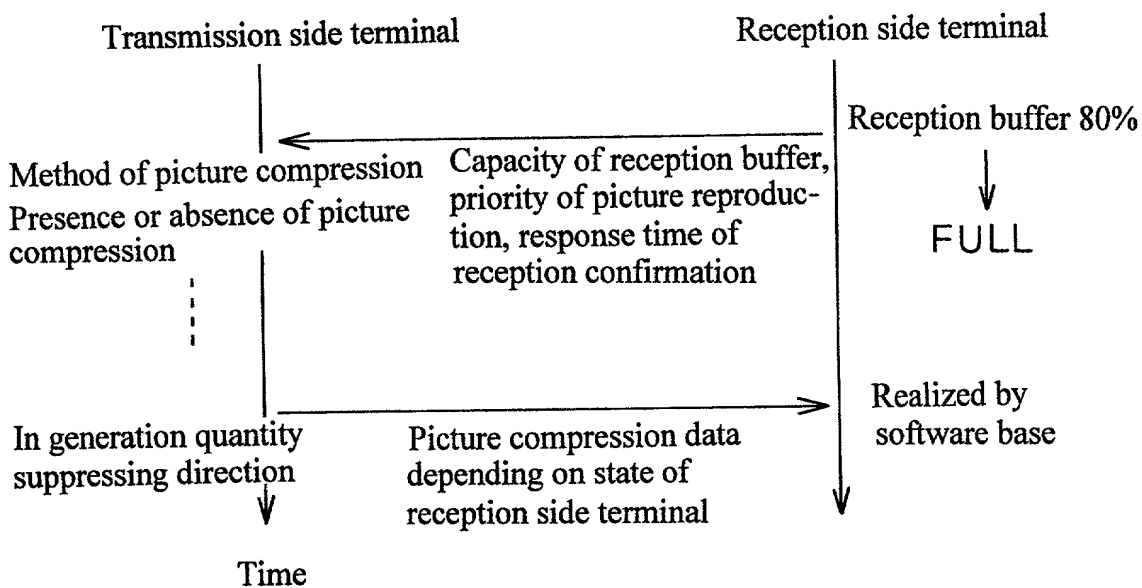 Transmission side terminal
Reception side terminal
Reception buffer 80%
FULL
Capacity of reception buffer,
priority of picture reproduc-
tion, response time of
reception confirmation
Method of picture compression
Presence or absence of picture
compression
Realized by
software base
In generation quantity
suppressing direction
Picture compression data
depending on state of
reception side terminal
Time